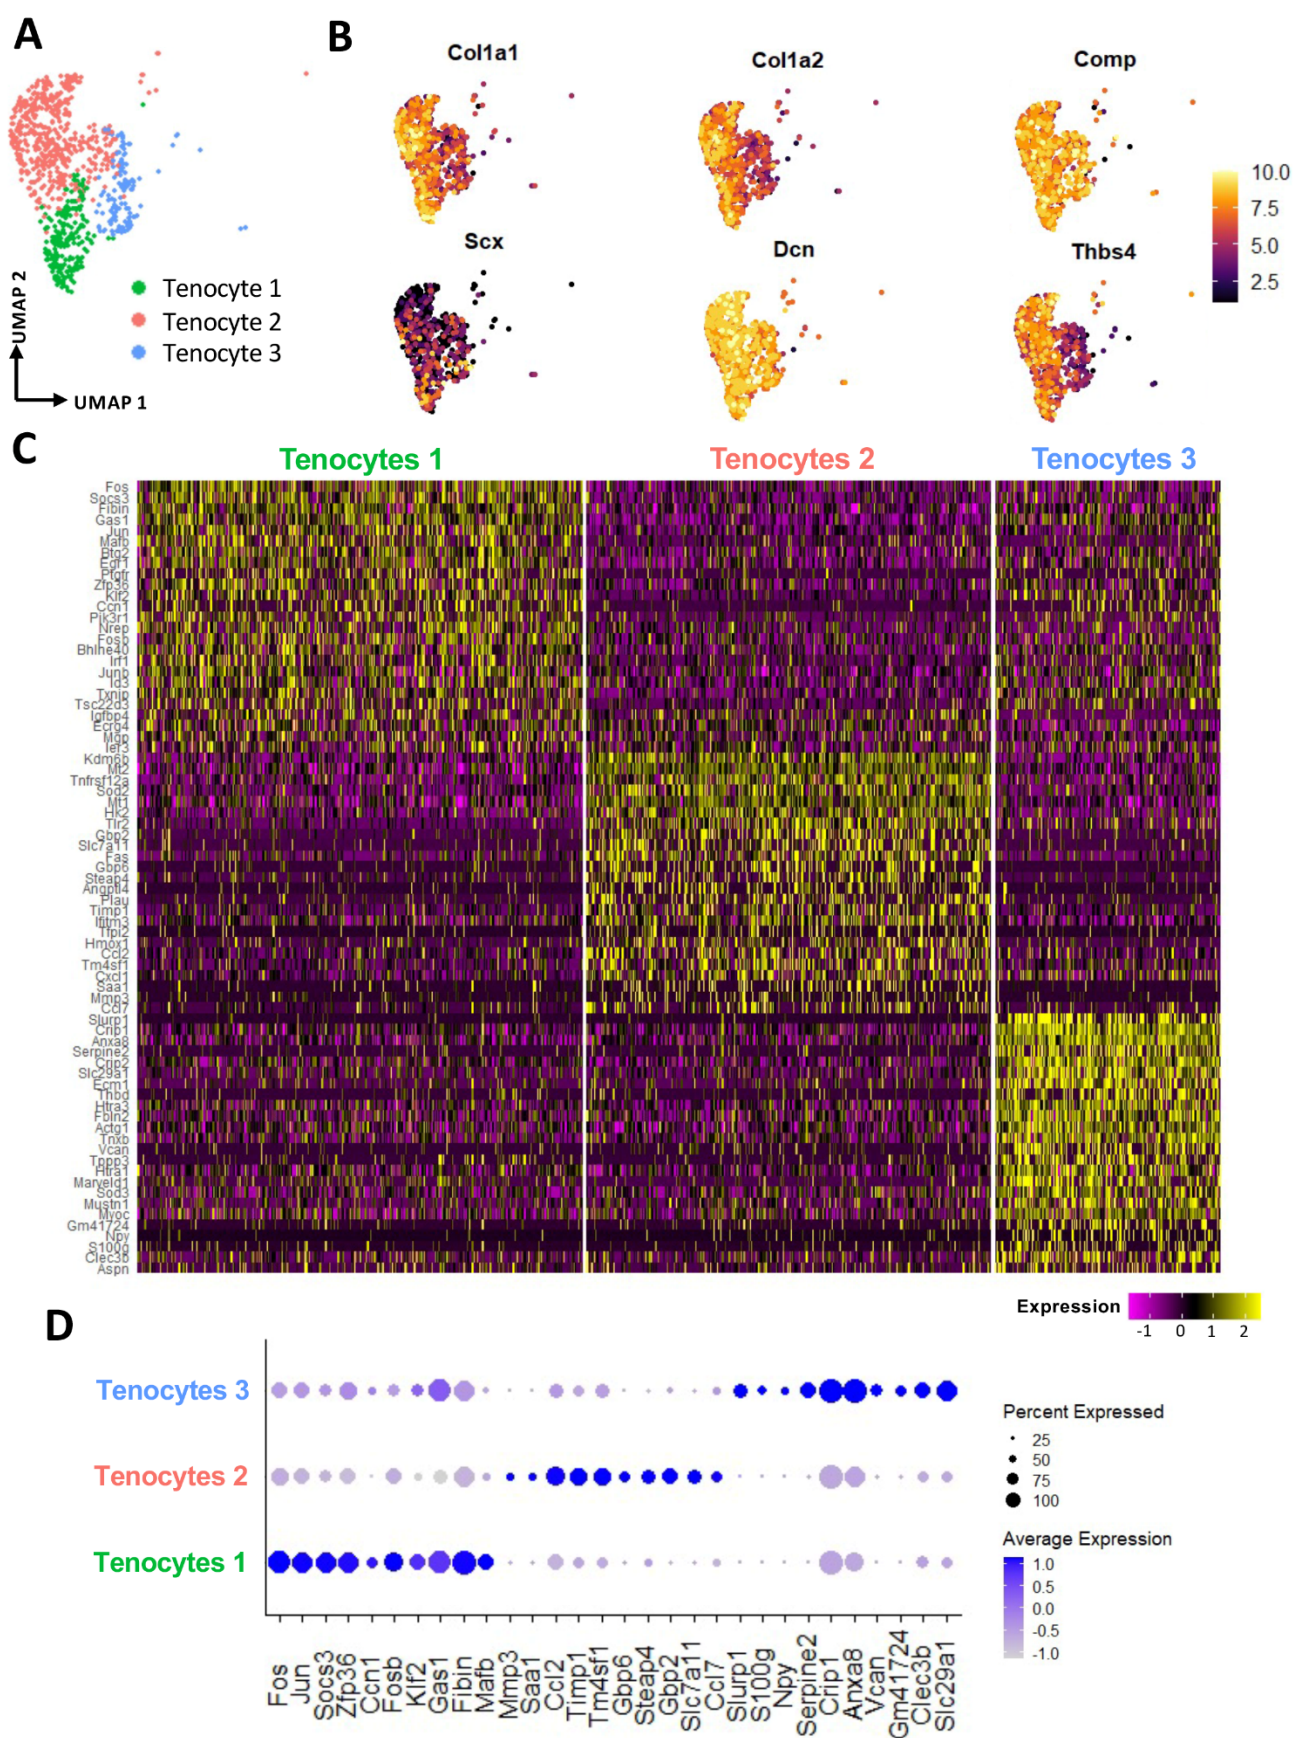 A
B
Col1a1
Col1a2
Comp
Scx
Dcn
Thbs4
10.0
7.5
5.0
2.5
Tenocyte 1
Tenocyte 2
Tenocyte 3
UMAP 2
UMAP 1
C
Tenocytes 1
Tenocytes 2
Tenocytes 3
Fos
Socs3
Fibin
Gas1
Jun
Mafb
Btg2
Egr1
Ptgfr
Zfp36
Klf2
Ccn1
Pik3r1
Nrep
Fosb
Bhlhe40
Irf1
Junb
Id3
Txnip
Tsc22d3
Igfbp4
Ecrg4
Mgp
Ier3
Kdm6b
Mt2
Tnfrsf12a
Sod2
Mt1
Hk2
Tlr2
Gbp2
Slc7a11
Fas
Gbp6
Steap4
Angptl4
Plau
Timp1
Ifitm3
Tfpi2
Hmox1
Ccl2
Tm4sf1
Cxcl1
Saa1
Mmp3
Ccl7
Slurp1
Crip1
Anxa8
Serpine2
Crip2
Slc29a1
Ecm1
Thbd
Htra3
Fbln2
Actg1
Tnxb
Vcan
Tppp3
Htra1
Marveld1
Sod3
Mustn1
Myoc
Gm41724
Npy
S100g
Clec3b
Aspn
Expression
-1 0 1 2
D
Tenocytes 3
Tenocytes 2
Tenocytes 1
Percent Expressed
25
50
75
100
Average Expression
1.0
0.5
0.0
-0.5
-1.0
Fos
Jun
Socs3
Zfp36
Ccn1
Fosb
Klf2
Gas1
Fibin
Mafb
Mmp3
Saa1
Ccl2
Timp1
Tm4sf1
Gbp6
Steap4
Gbp2
Slc7a11
Ccl7
Slurp1
S100g
Npy
Serpine2
Crip1
Anxa8
Vcan
Gm41724
Clec3b
Slc29a1